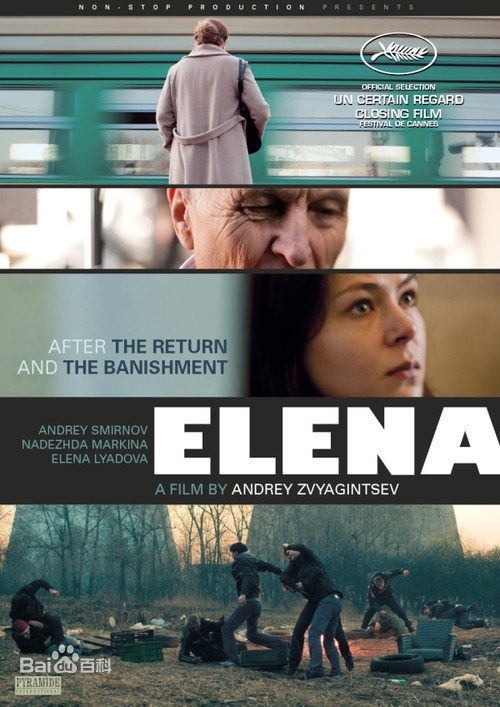 NON-STOP PRODUCTION PRESENTS
OFFICIAL SELECTION
UN CERTAIN REGARD
CLOSING FILM
FESTIVAL DE CANNES
AFTER THE RETURN
AND THE BANISHMENT
ANDREY SMIRNOV
NADEZHDA MARKINA
ELENA LYADOVA
ELENA
A FILM BY ANDREY ZVYAGINTSEV
Bai百科
PYRAMIDE
INTERNATIONAL